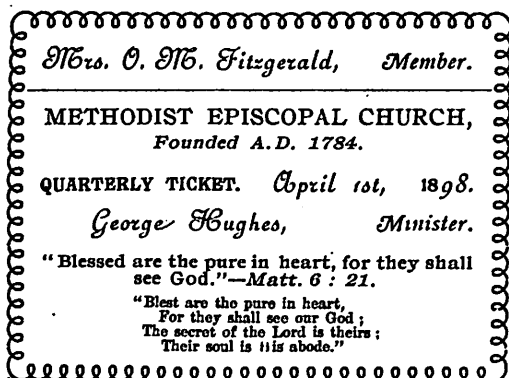 Mrs. O. M. Fitzgerald, Member.
METHODIST EPISCOPAL CHURCH,
Founded A.D. 1784.
QUARTERLY TICKET. April 1st, 1898.
George Hughes, Minister.
"Blessed are the pure in heart, for they shall
see God."—Matt. 6 : 21.
"Blest are the pure in heart,
For they shall see our God ;
The secret of the Lord is theirs ;
Their soul is His abode."